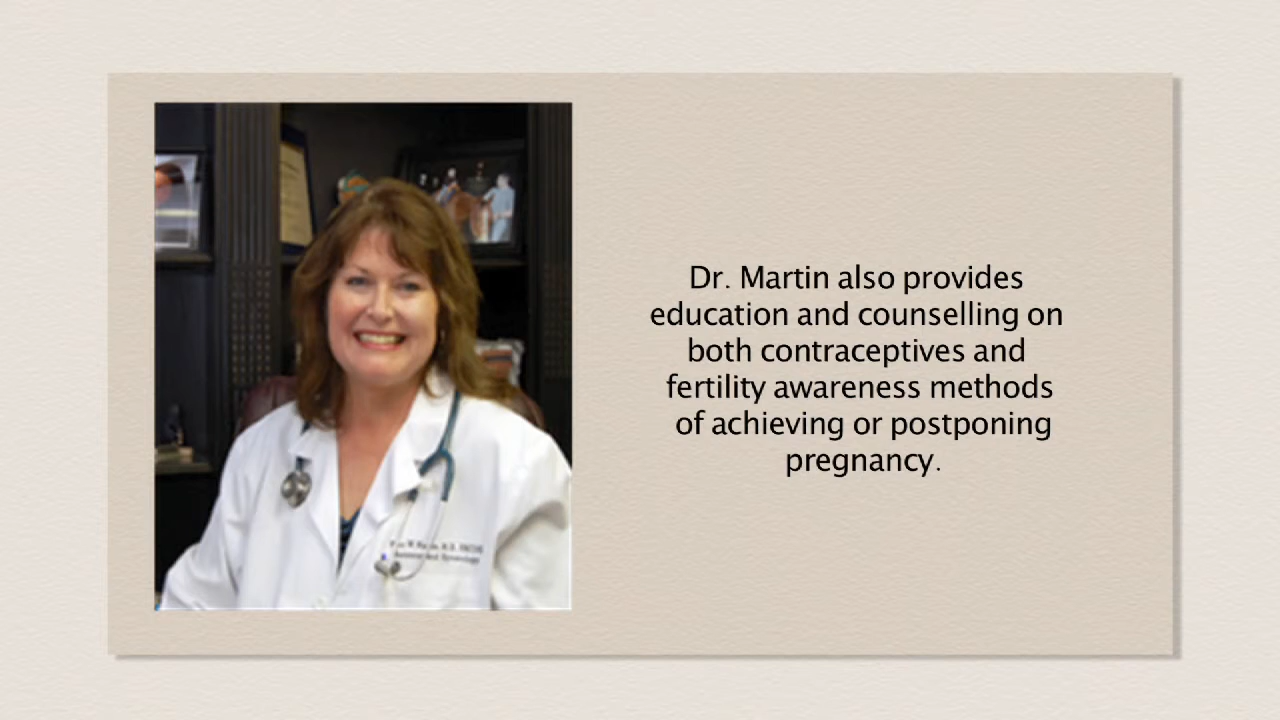 Dr. Martin also provides
education and counselling on
both contraceptives and
fertility awareness methods
of achieving or postponing
pregnancy.